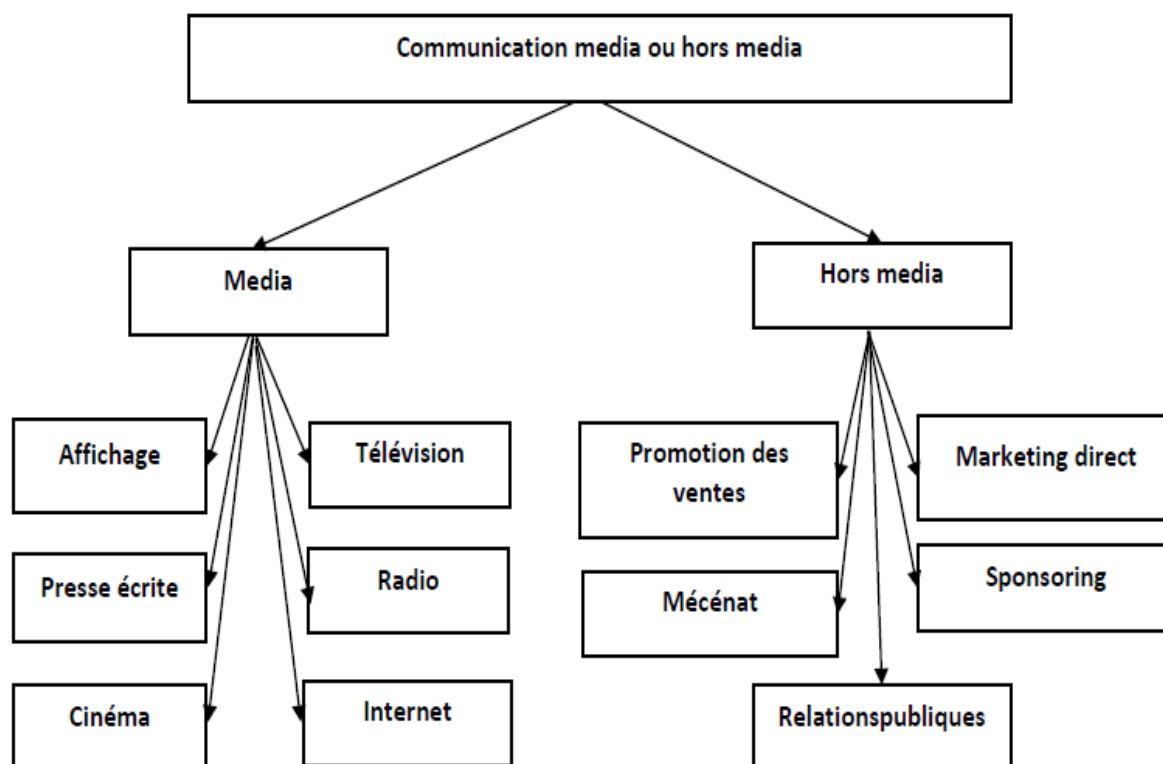 Communication media ou hors media
Media
Hors media
Affichage
Télévision
Promotion des
ventes
Marketing direct
Presse écrite
Radio
Mécénat
Sponsoring
Cinéma
Internet
Relationspubliques